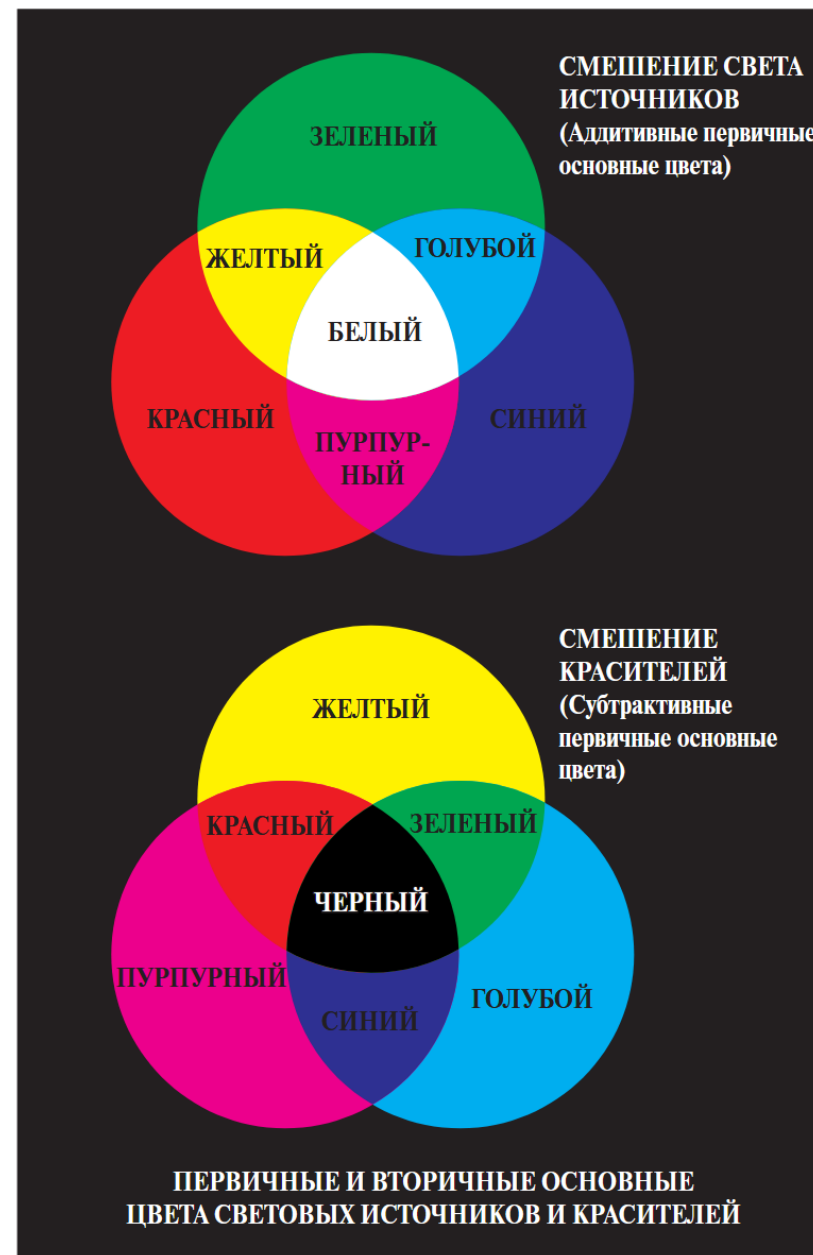 СМЕШЕНИЕ СВЕТА
ИСТОЧНИКОВ
(Аддитивные первичные
основные цвета)
ЗЕЛЕНЫЙ
ЖЕЛТЫЙ
ГОЛУБОЙ
БЕЛЫЙ
КРАСНЫЙ
СИНИЙ
ПУРПУР-
НЫЙ
СМЕШЕНИЕ
КРАСИТЕЛЕЙ
(Субтрактивные
первичные основные
цвета)
ЖЕЛТЫЙ
КРАСНЫЙ
ЗЕЛЕНЫЙ
ЧЕРНЫЙ
ПУРПУРНЫЙ
ГОЛУБОЙ
СИНИЙ
ПЕРВИЧНЫЕ И ВТОРИЧНЫЕ ОСНОВНЫЕ
ЦВЕТА СВЕТОВЫХ ИСТОЧНИКОВ И КРАСИТЕЛЕЙ